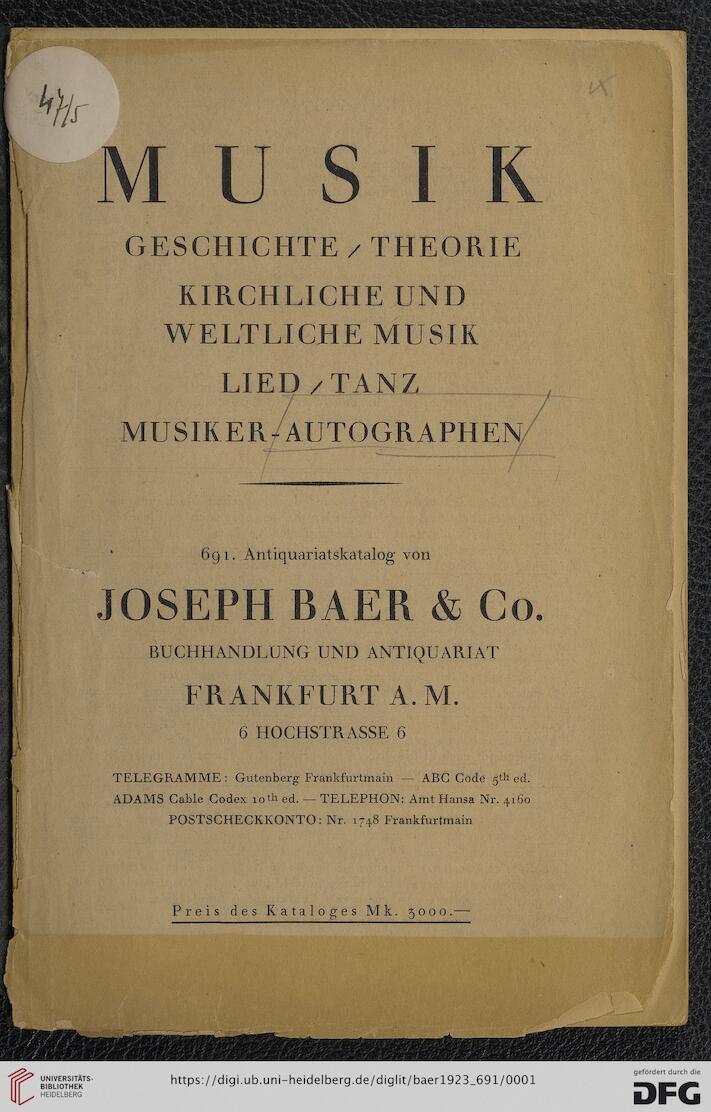 47/5
MUSIK
GESCHICHTE / THEORIE
KIRCHLICHE UND
WELTLICHE MUSIK
LIED / TANZ
MUSIKER-AUTOGRAPHEN
691. Antiquariatskatalog von
JOSEPH BAER & Co.
BUCHHANDLUNG UND ANTIQUARIAT
FRANKFURT A. M.
6 HOCHSTRASSE 6
TELEGRAMME: Gutenberg Frankfurtmain — ABC Code 5th ed.
ADAMS Cable Codex 10th ed. — TELEPHON: Amt Hansa Nr. 4160
POSTSCHECKKONTO: Nr. 1748 Frankfurtmain
Preis des Kataloges Mk. 3000.—
UNIVERSITÄTS-
BIBLIOTHEK
HEIDELBERG
https://digi.ub.uni-heidelberg.de/diglit/baer1923_691/0001
gefördert durch die
DFG